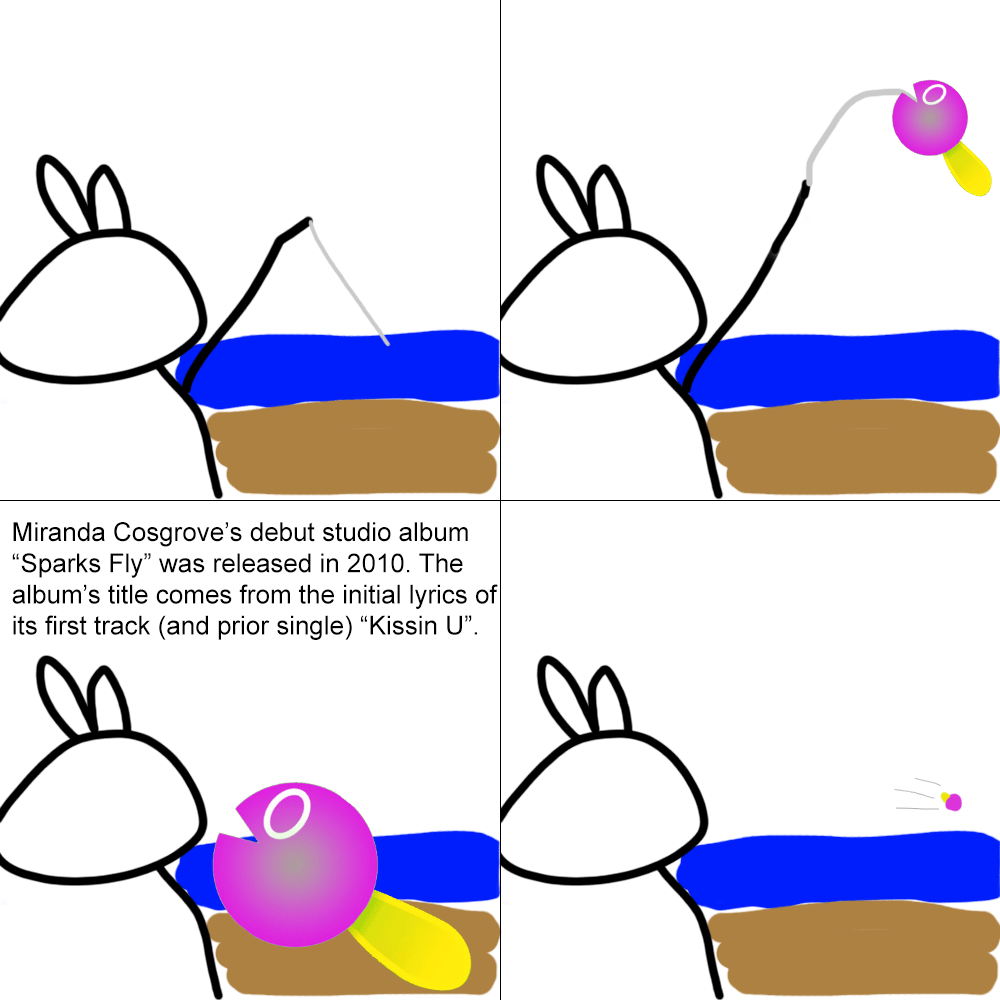 Miranda Cosgrove’s debut studio album
“Sparks Fly” was released in 2010. The
album’s title comes from the initial lyrics of
its first track (and prior single) “Kissin U”.